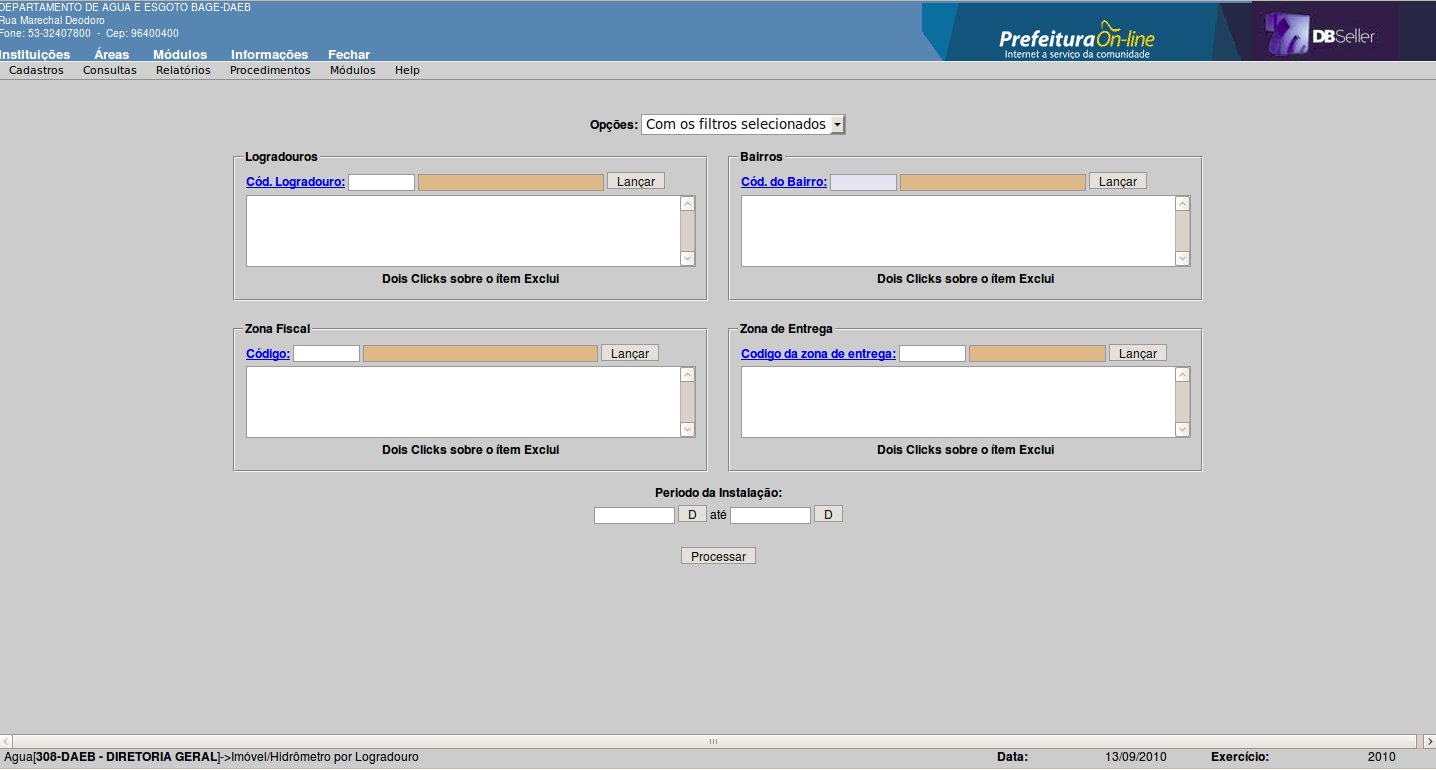 DEPARTAMENTO DE AGUA E ESGOTO BAGE-DAEB
Rua Marechal Deodoro
Fone: 53-32407800 - Cep: 96400400
Instituições Áreas Módulos Informações Fechar
Prefeitura On-line
Internet a serviço da comunidade
DBSeller
Cadastros Consultas Relatórios Procedimentos Módulos Help
Opções: Com os filtros selecionados
Logradouros
Cód. Logradouro: Lançar
Dois Clicks sobre o ítem Exclui
Bairros
Cód. do Bairro: Lançar
Dois Clicks sobre o ítem Exclui
Zona Fiscal
Código: Lançar
Dois Clicks sobre o ítem Exclui
Zona de Entrega
Codigo da zona de entrega: Lançar
Dois Clicks sobre o ítem Exclui
Periodo da Instalação:
D até D
Processar
Agua[308-DAEB - DIRETORIA GERAL]->Imóvel/Hidrômetro por Logradouro Data: 13/09/2010 Exercício: 2010